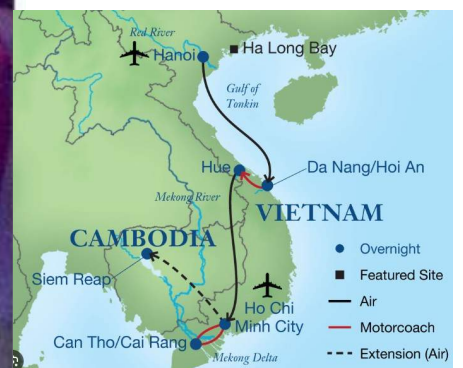 Red River
Hanoi
Ha Long Bay
Gulf of
Tonkin
Hue
Da Nang/Hoi An
Mekong River
VIETNAM
CAMBODIA
Overnight
Siem Reap
Featured Site
Ho Chi
Minh City
Air
Can Tho/Cai Rang
Motorcoach
Mekong Delta
Extension (Air)